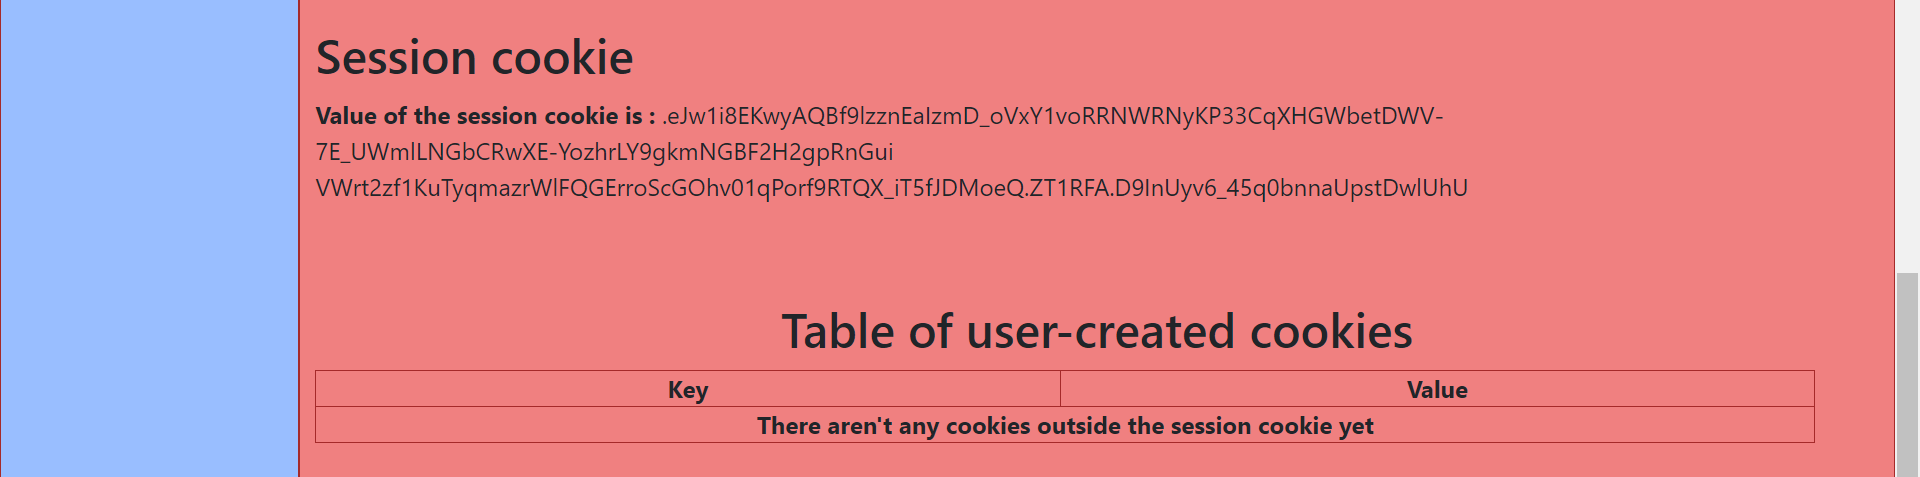 Session cookie
Value of the session cookie is : .eJw1i8EKwyAQBf9lzznEaIzmD_oVxY1voRRNWRNyKP33CqXHGWbetDWV-
7E_UWmlLNGbCRwXE-YozhrLY9gkmNGBF2H2gpRnGui
VWrt2zf1KuTyqmazrWlFQGErroScGOhv01qPorf9RTQX_iT5fJDMoeQ.ZT1RFA.D9InUyv6_45q0bnnaUpstDwlUhU
Table of user-created cookies
Key Value
There aren't any cookies outside the session cookie yet